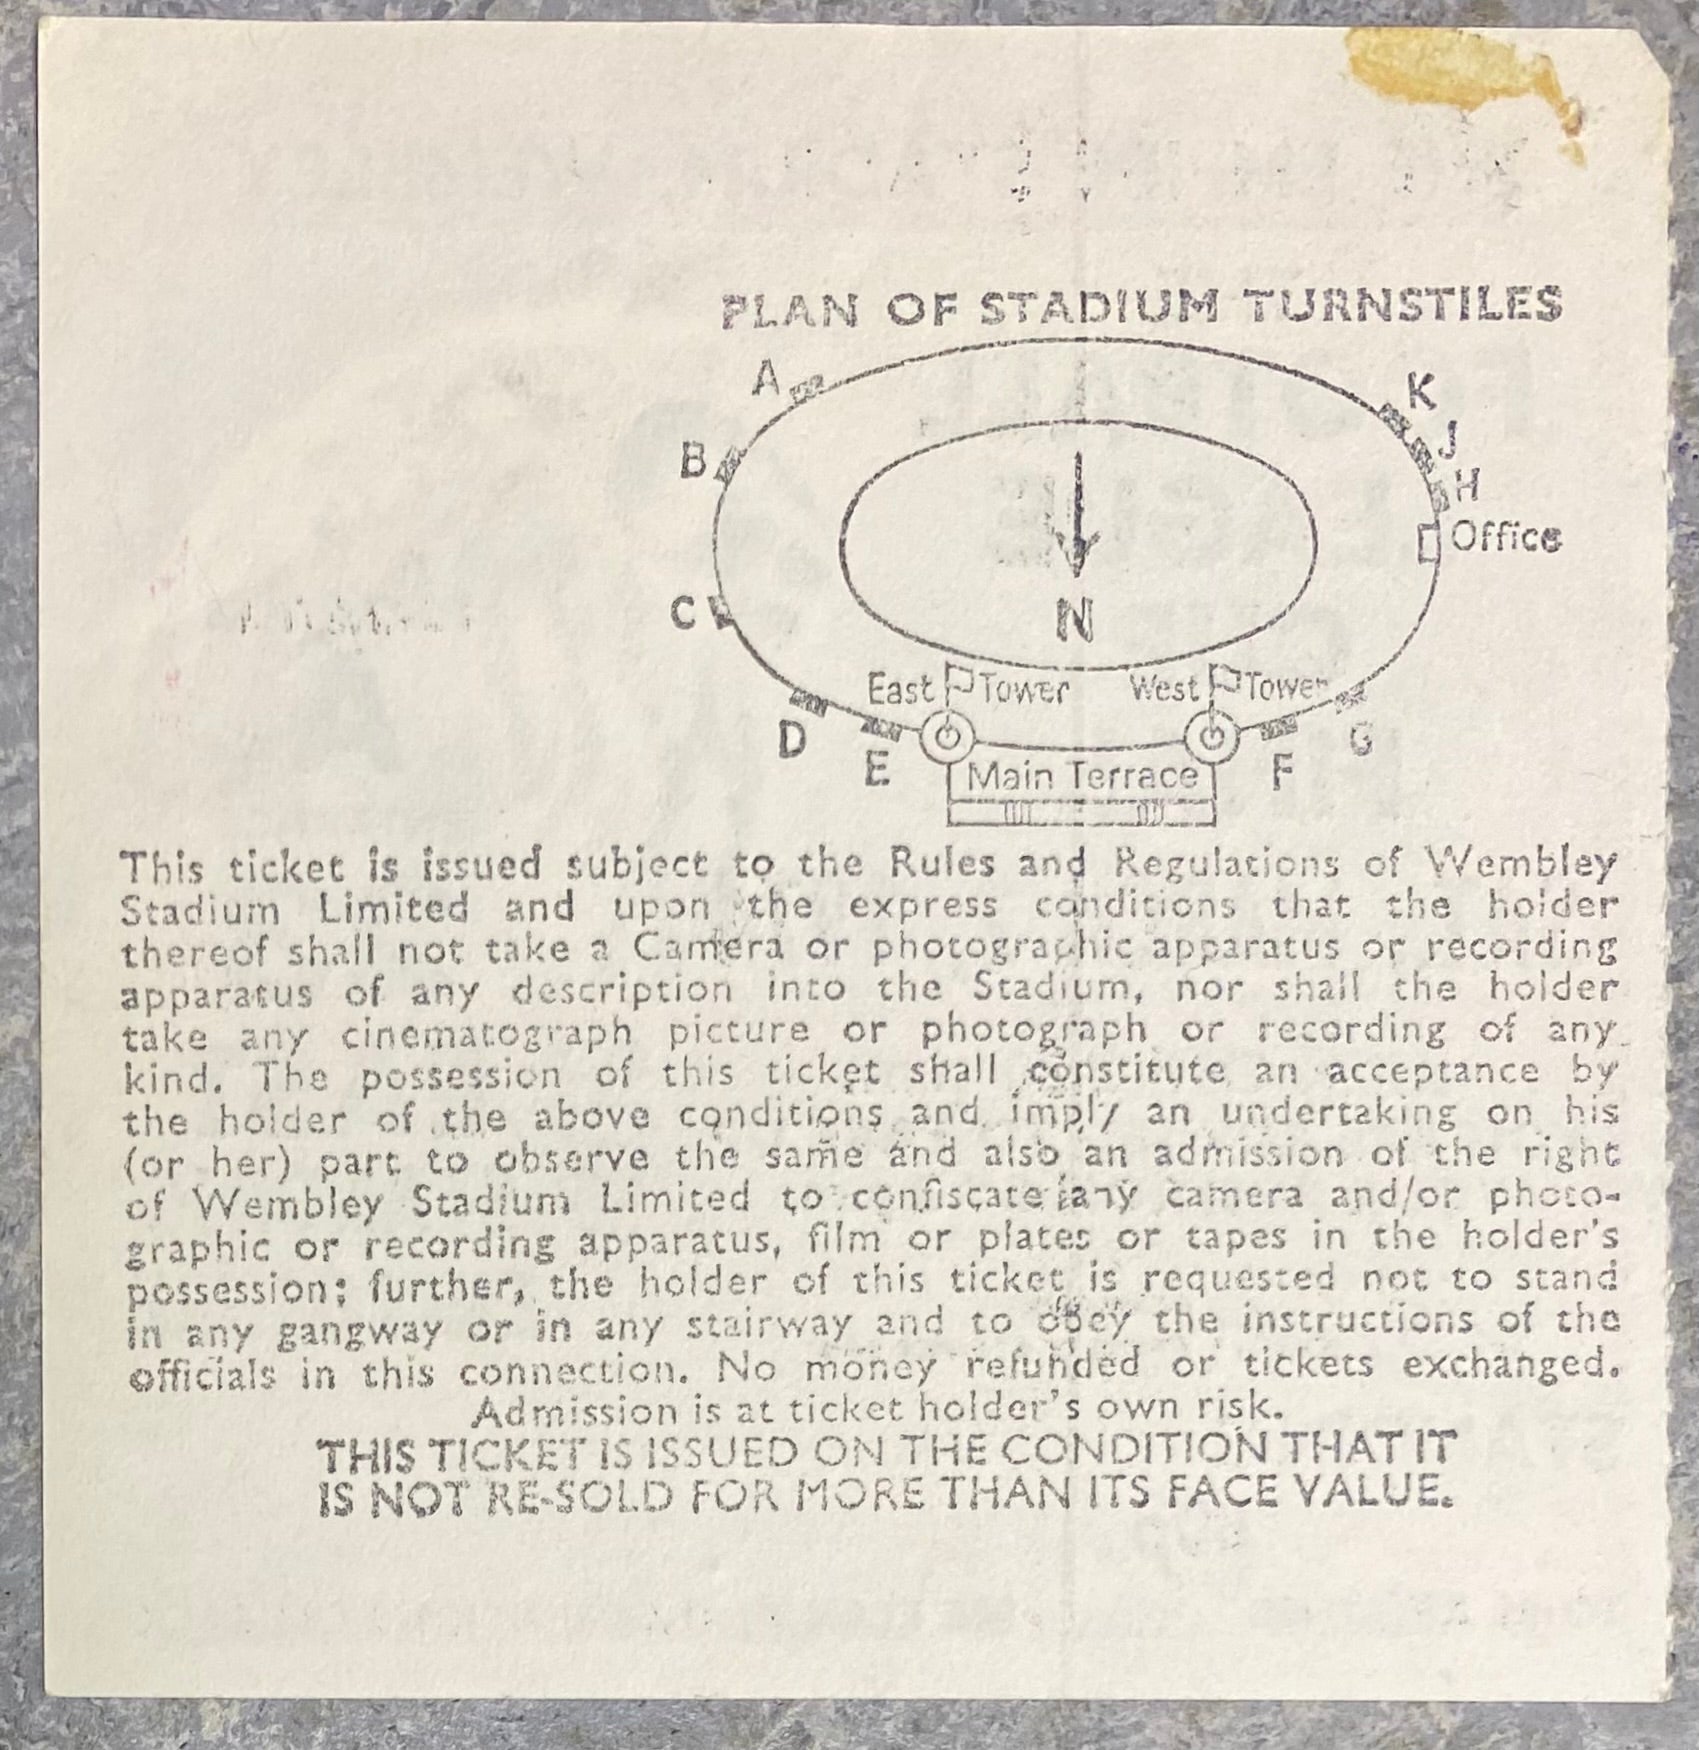 PLAN OF STADIUM TURNSTILES
A
K
B
J
H
Office
C
N
East Tower
West Tower
D
E
F
G
Main Terrace
This ticket is issued subject to the Rules and Regulations of Wembley
Stadium Limited and upon the express conditions that the holder
thereof shall not take a Camera or photographic apparatus or recording
apparatus of any description into the Stadium, nor shall the holder
take any cinematograph picture or photograph or recording of any
kind. The possession of this ticket shall constitute an acceptance by
the holder of the above conditions and imply an undertaking on his
(or her) part to observe the same and also an admission of the right
of Wembley Stadium Limited to confiscate any camera and/or photo-
graphic or recording apparatus, film or plates or tapes in the holder's
possession; further, the holder of this ticket is requested not to stand
in any gangway or in any stairway and to obey the instructions of the
officials in this connection. No money refunded or tickets exchanged.
Admission is at ticket holder's own risk.
THIS TICKET IS ISSUED ON THE CONDITION THAT IT
IS NOT RE-SOLD FOR MORE THAN ITS FACE VALUE.